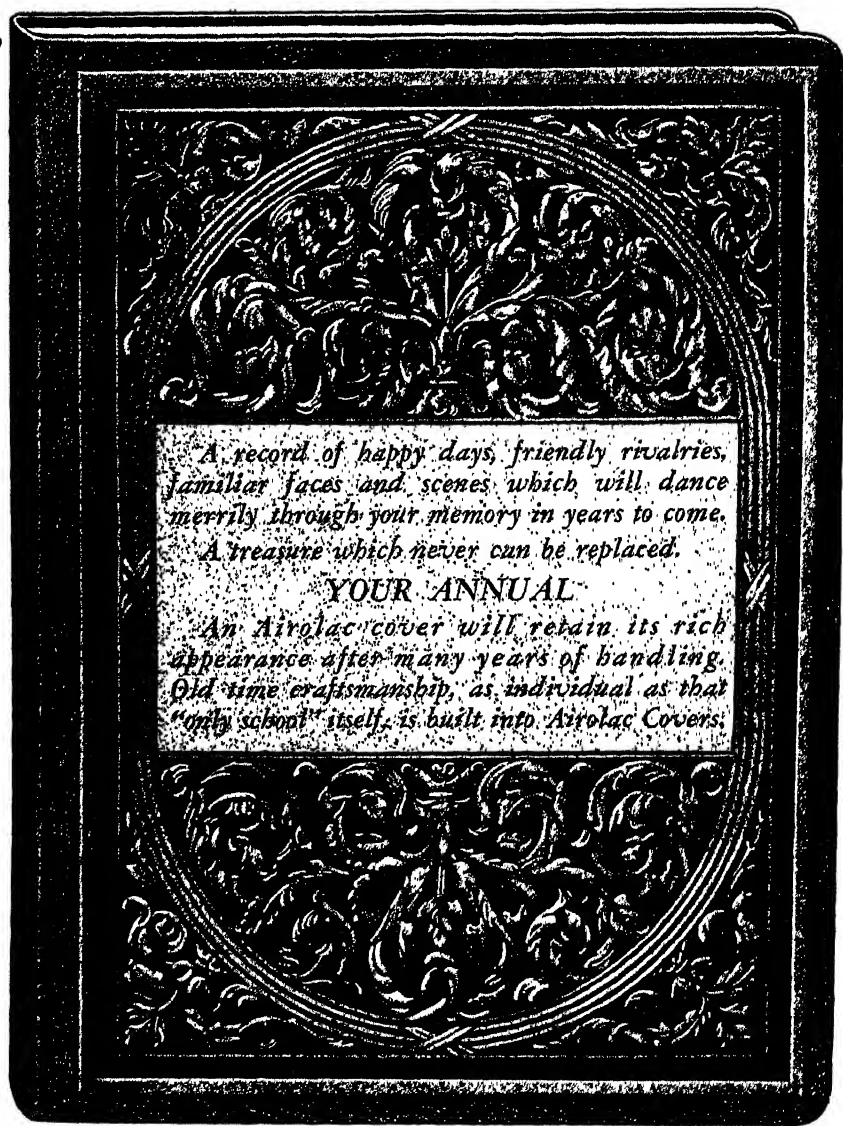 A record of happy days, friendly rivalries,
familiar faces and scenes which will dance
merrily through your memory in years to come.
A treasure which never can be replaced.
YOUR ANNUAL
An Airolac cover will retain its rich
appearance after many years of handling.
Old time craftsmanship, as individual as that
"only school" itself, is built into Airolac Covers.